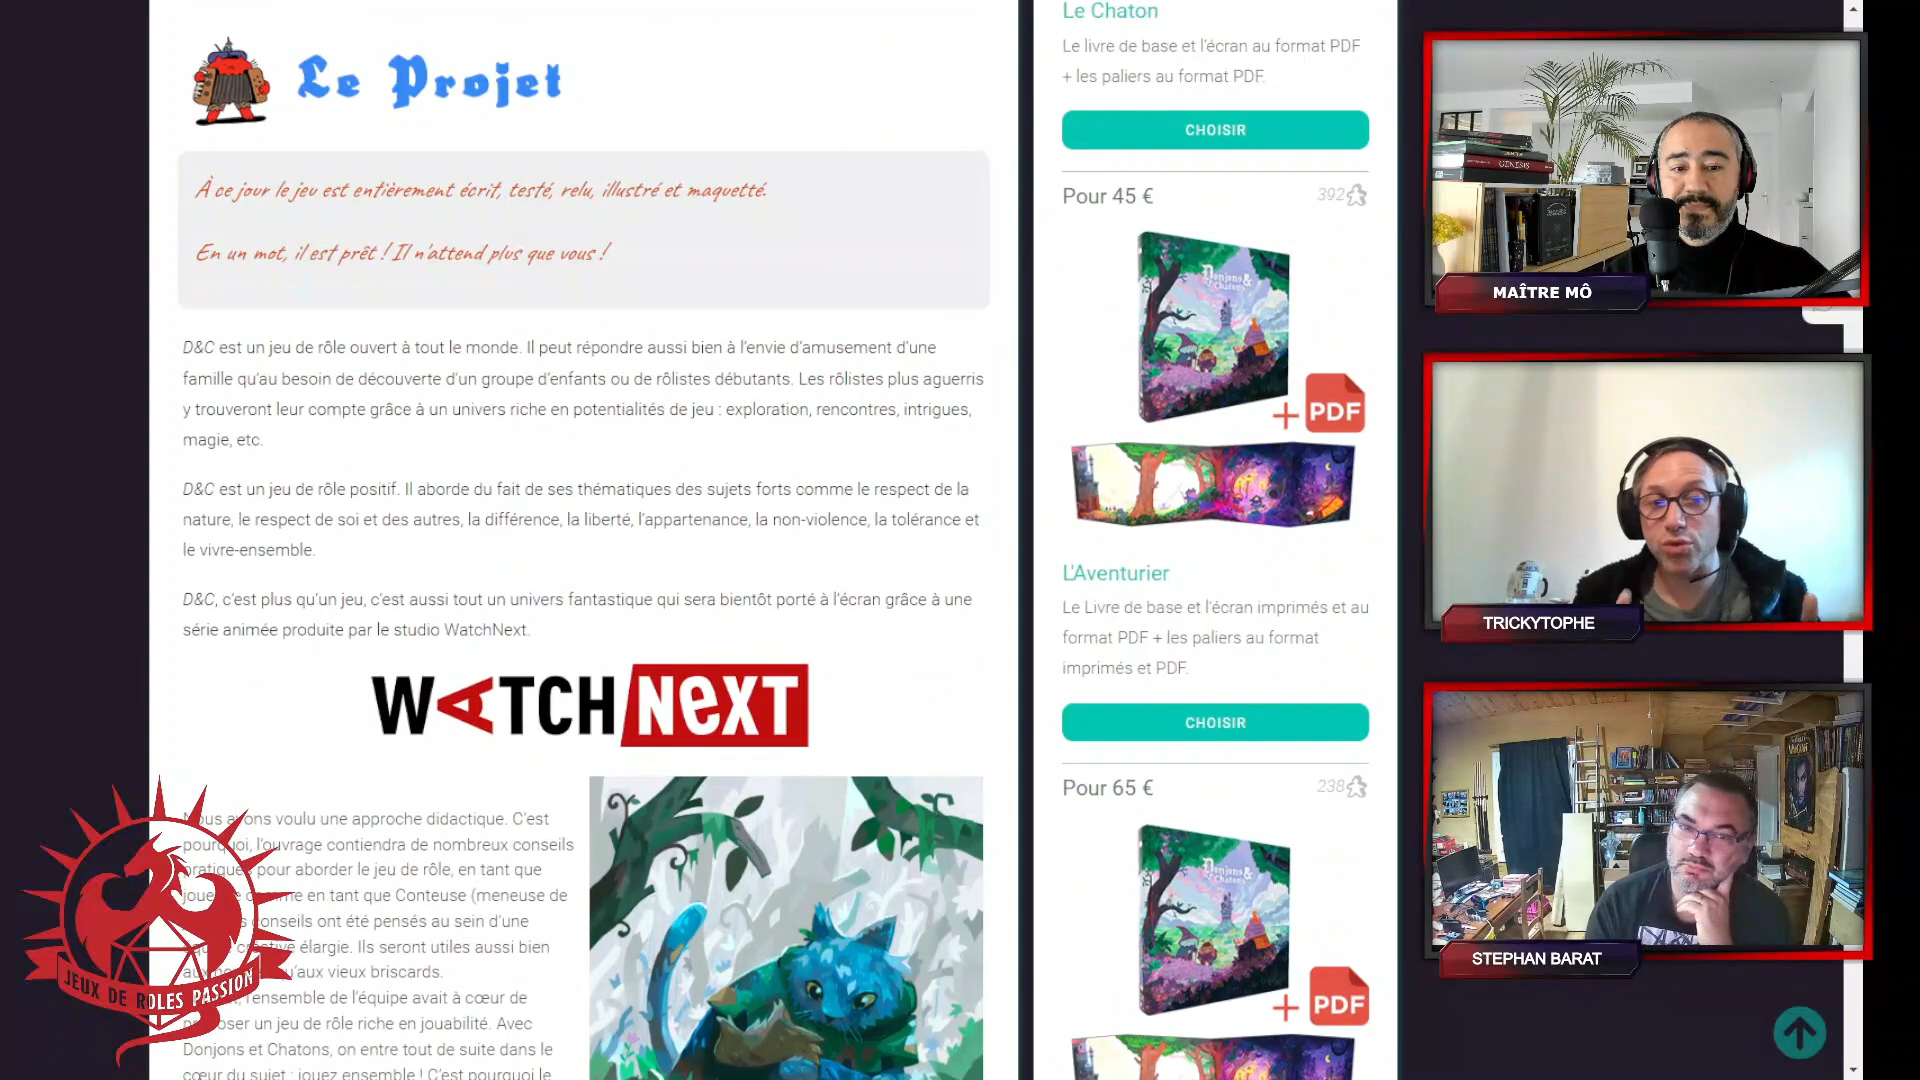 Le Projet
À ce jour le jeu est entièrement écrit, testé, relu, illustré et maquetté.
En un mot, il est prêt ! Il n'attend plus que vous !
D&C est un jeu de rôle ouvert à tout le monde. Il peut répondre aussi bien à l'envie d'amusement d'une
famille qu'au besoin de découverte d'un groupe d'enfants ou de rôlistes débutants. Les rôlistes plus aguerris
y trouveront leur compte grâce à un univers riche en potentialités de jeu : exploration, rencontres, intrigues,
magie, etc.
D&C est un jeu de rôle positif. Il aborde du fait de ses thématiques des sujets forts comme le respect de la
nature, le respect de soi et des autres, la différence, la liberté, l'appartenance, la non-violence, la tolérance et
le vivre-ensemble.
D&C, c'est plus qu'un jeu, c'est aussi tout un univers fantastique qui sera bientôt porté à l'écran grâce à une
série animée produite par le studio WatchNext.
WATCH NEXT
avons voulu une approche didactique. C'est
l'ouvrage contiendra de nombreux conseils
pour aborder le jeu de rôle, en tant que
en tant que Conteuse (meneuse de
conseils ont été pensés au sein d'une
élargie. Ils seront utiles aussi bien
qu'aux vieux briscards.
l'ensemble de l'équipe avait à cœur de
un jeu de rôle riche en jouabilité. Avec
Donjons et Chatons, on entre tout de suite dans le
cœur du sujet : jouez ensemble ! C'est pourquoi le
JEUX DE ROLES PASSION
Le Chaton
Le livre de base et l'écran au format PDF
+ les paliers au format PDF.
CHOISIR
Pour 45 €
392
Donjons &
Chatons
+ PDF
L'Aventurier
Le Livre de base et l'écran imprimés et au
format PDF + les paliers au format
imprimés et PDF.
CHOISIR
Pour 65 €
238
Donjons &
Chatons
+ PDF
GENESIS
MAÎTRE MÔ
TRICKYTOPHE
STEPHAN BARAT